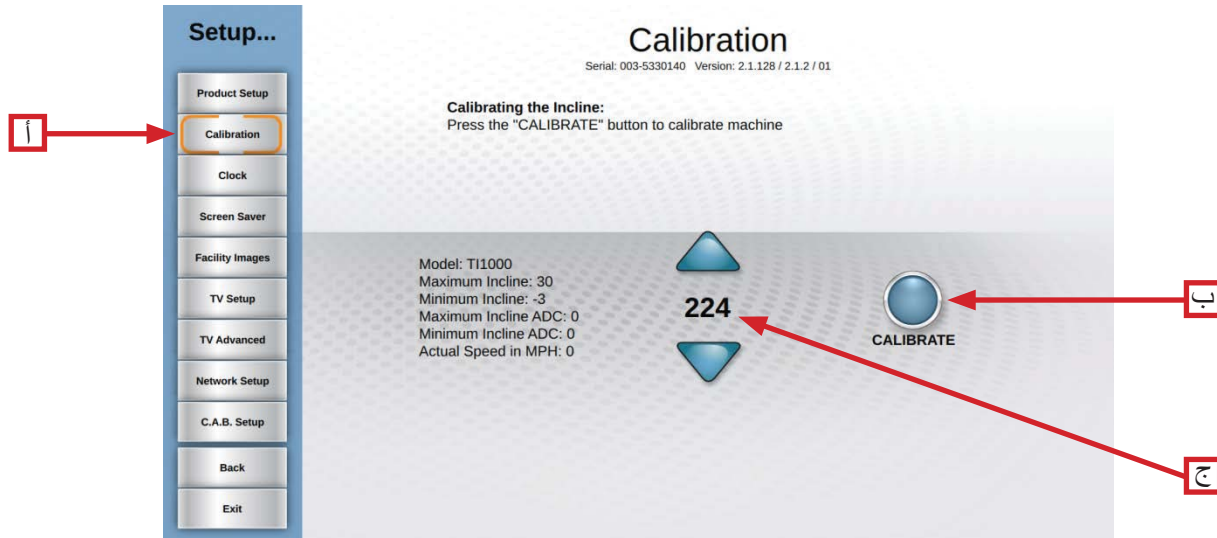 Setup...
Product Setup
Calibration
Clock
Screen Saver
Facility Images
TV Setup
TV Advanced
Network Setup
C.A.B. Setup
Back
Exit
Calibration
Serial: 003-5330140 Version: 2.1.128 / 2.1.2 / 01
Calibrating the Incline:
Press the "CALIBRATE" button to calibrate machine
Model: TI1000
Maximum Incline: 30
Minimum Incline: -3
Maximum Incline ADC: 0
Minimum Incline ADC: 0
Actual Speed in MPH: 0
224
CALIBRATE
أ
ب
ج